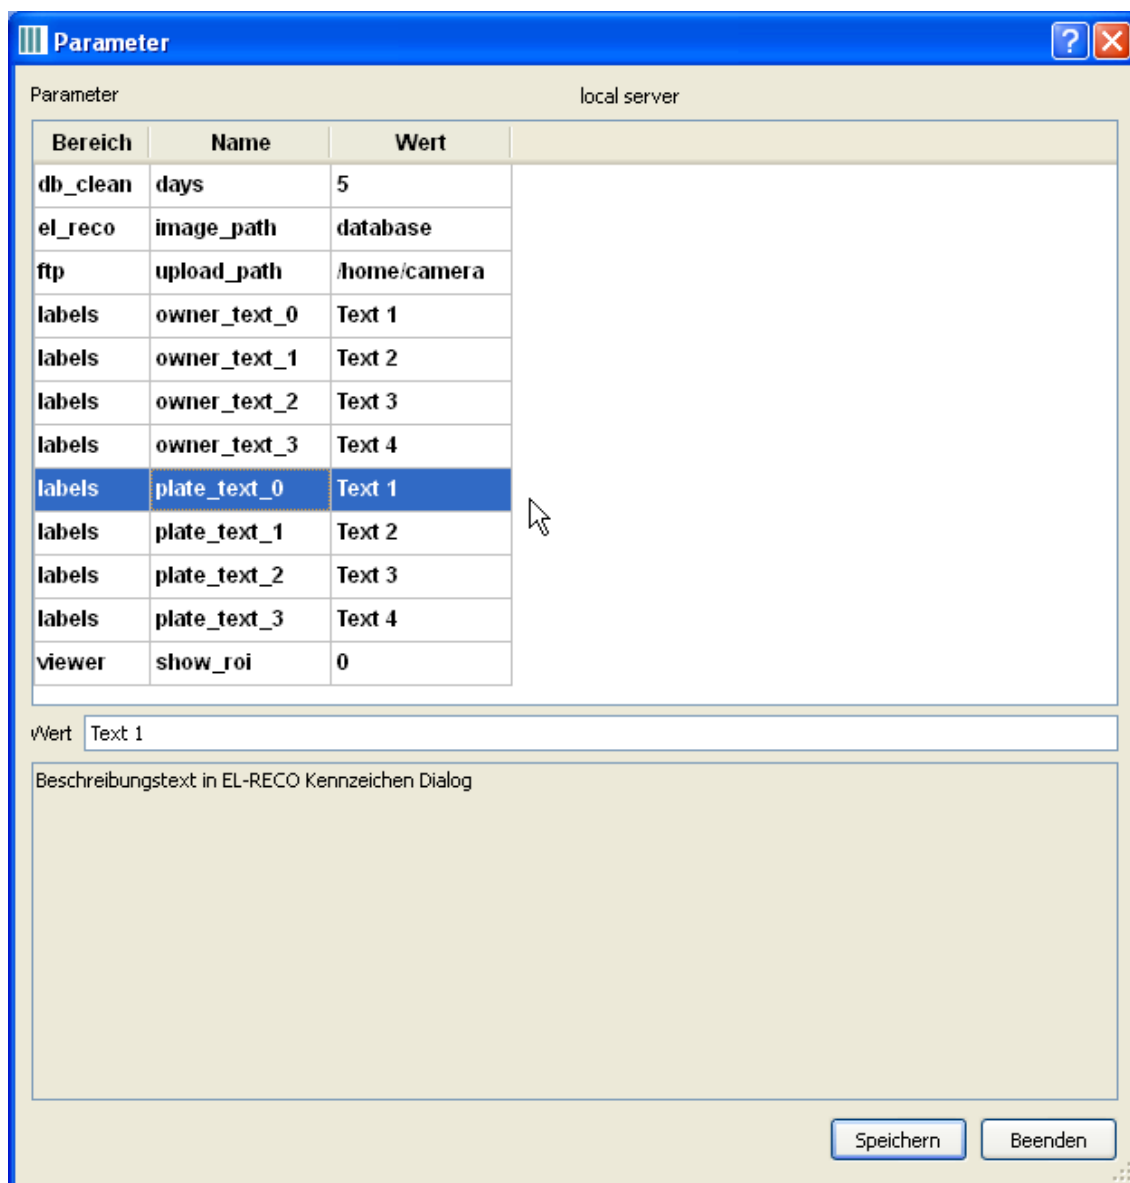 Parameter
Parameter local server
Bereich Name Wert
db_clean days 5
el_reco image_path database
ftp upload_path /home/camera
labels owner_text_0 Text 1
labels owner_text_1 Text 2
labels owner_text_2 Text 3
labels owner_text_3 Text 4
labels plate_text_0 Text 1
labels plate_text_1 Text 2
labels plate_text_2 Text 3
labels plate_text_3 Text 4
viewer show_roi 0
Wert Text 1
Beschreibungstext in EL-RECO Kennzeichen Dialog
Speichern Beenden